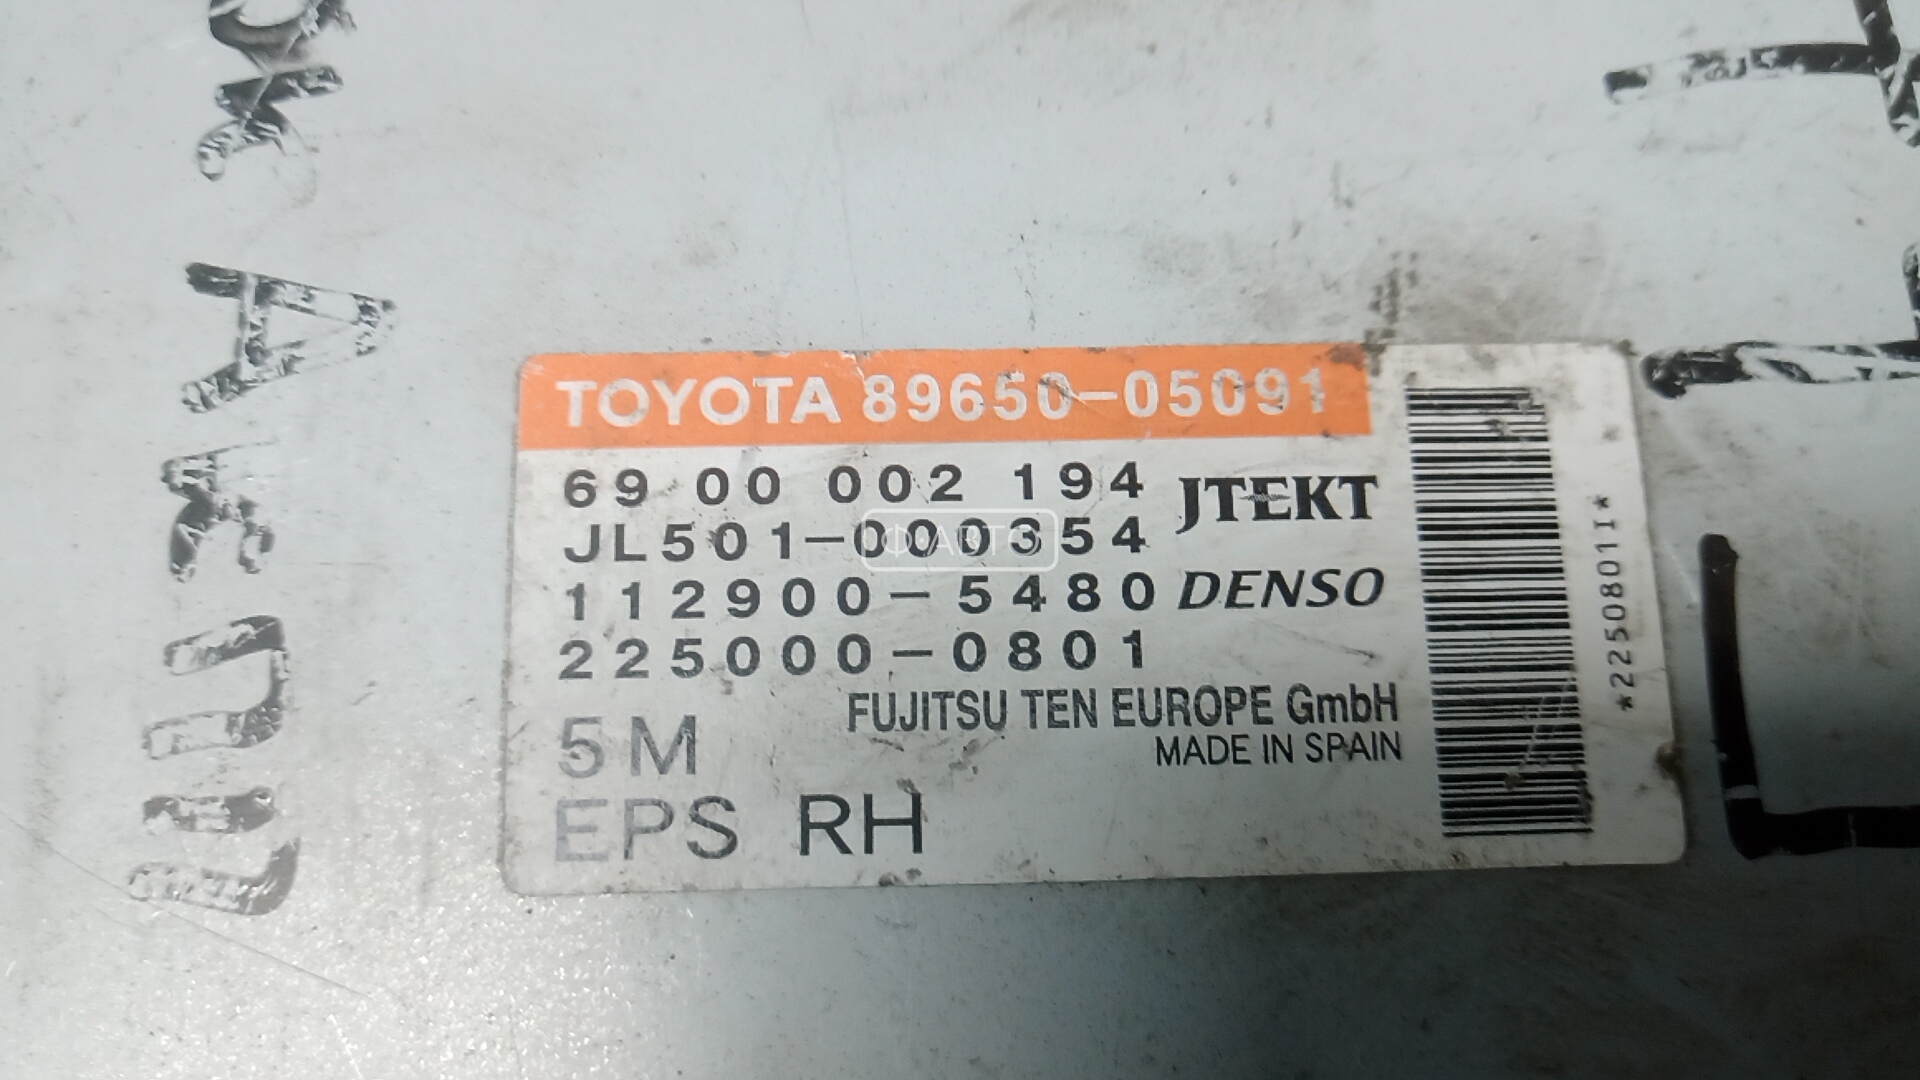 TOYOTA 89650-05091
69 00 002 194 JTEKT
JL501-000354
112900-5480 DENSO
225000-0801
FUJITSU TEN EUROPE GmbH
5M
MADE IN SPAIN
EPS RH
*2250801I*